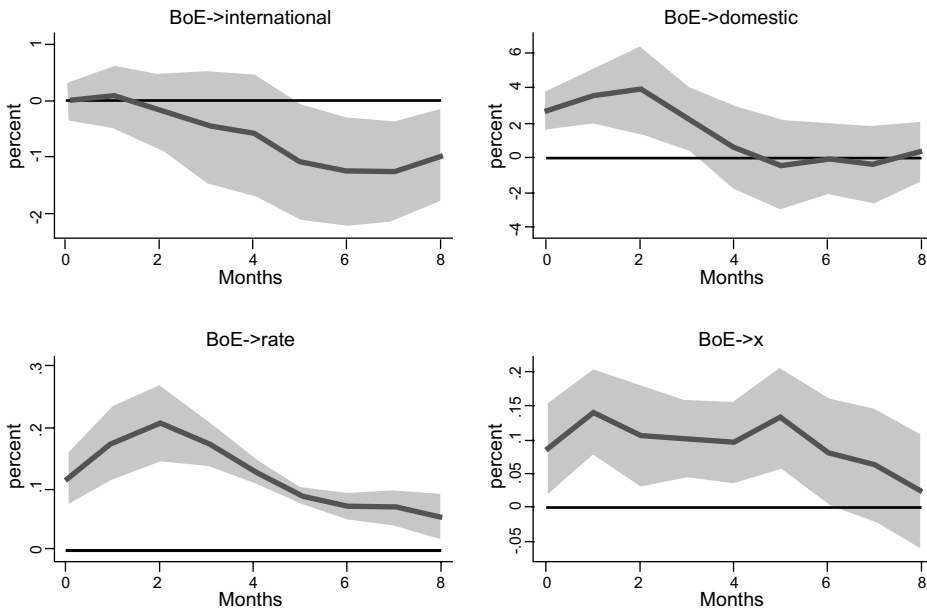 BoE->international
1
0
-1
-2
percent
0 2 4 6 8
Months
BoE->domestic
6
4
2
0
-2
-4
percent
0 2 4 6 8
Months
BoE->rate
.3
.2
.1
0
percent
0 2 4 6 8
Months
BoE->x
.2
.15
.1
.05
0
-.05
percent
0 2 4 6 8
Months